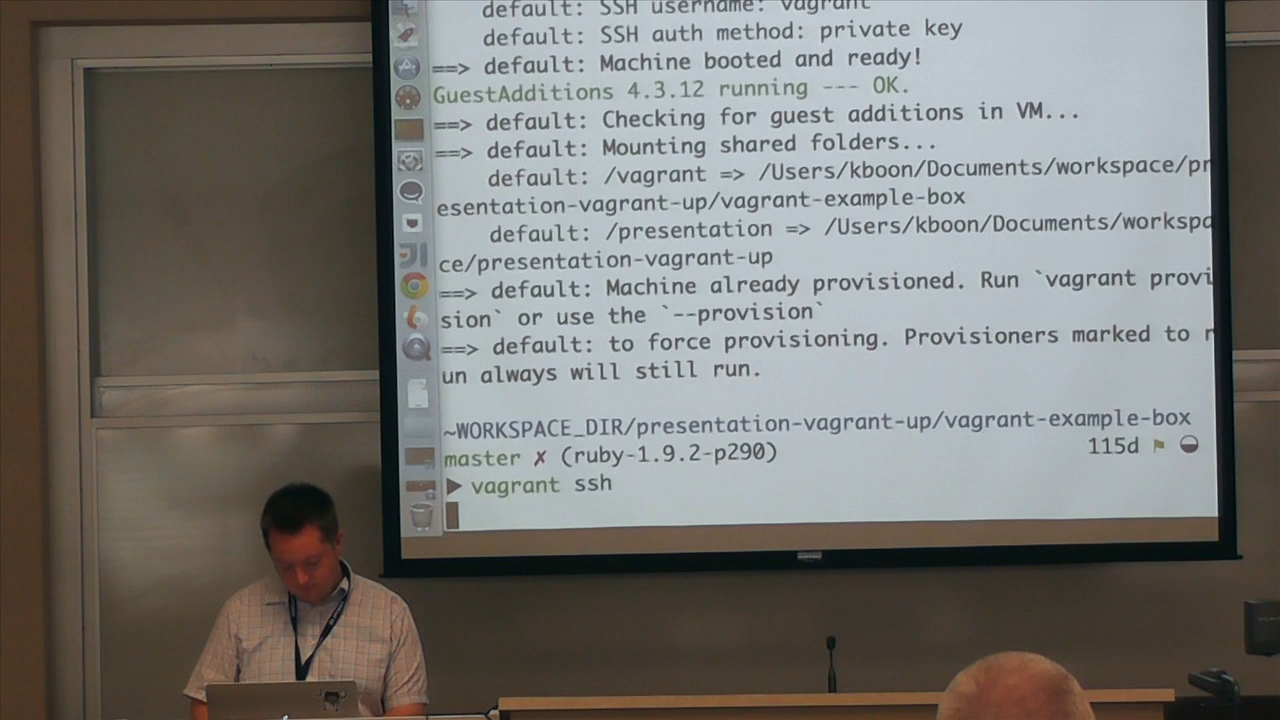 default: SSH username: vagrant
default: SSH auth method: private key
==> default: Machine booted and ready!
GuestAdditions 4.3.12 running --- OK.
==> default: Checking for guest additions in VM...
==> default: Mounting shared folders...
default: /vagrant => /Users/kboon/Documents/workspace/pr
esentation-vagrant-up/vagrant-example-box
default: /presentation => /Users/kboon/Documents/workspa
ce/presentation-vagrant-up
==> default: Machine already provisioned. Run `vagrant provi
sion` or use the `--provision`
==> default: to force provisioning. Provisioners marked to r
un always will still run.
~WORKSPACE_DIR/presentation-vagrant-up/vagrant-example-box
master ✗ (ruby-1.9.2-p290) 115d
▶ vagrant ssh